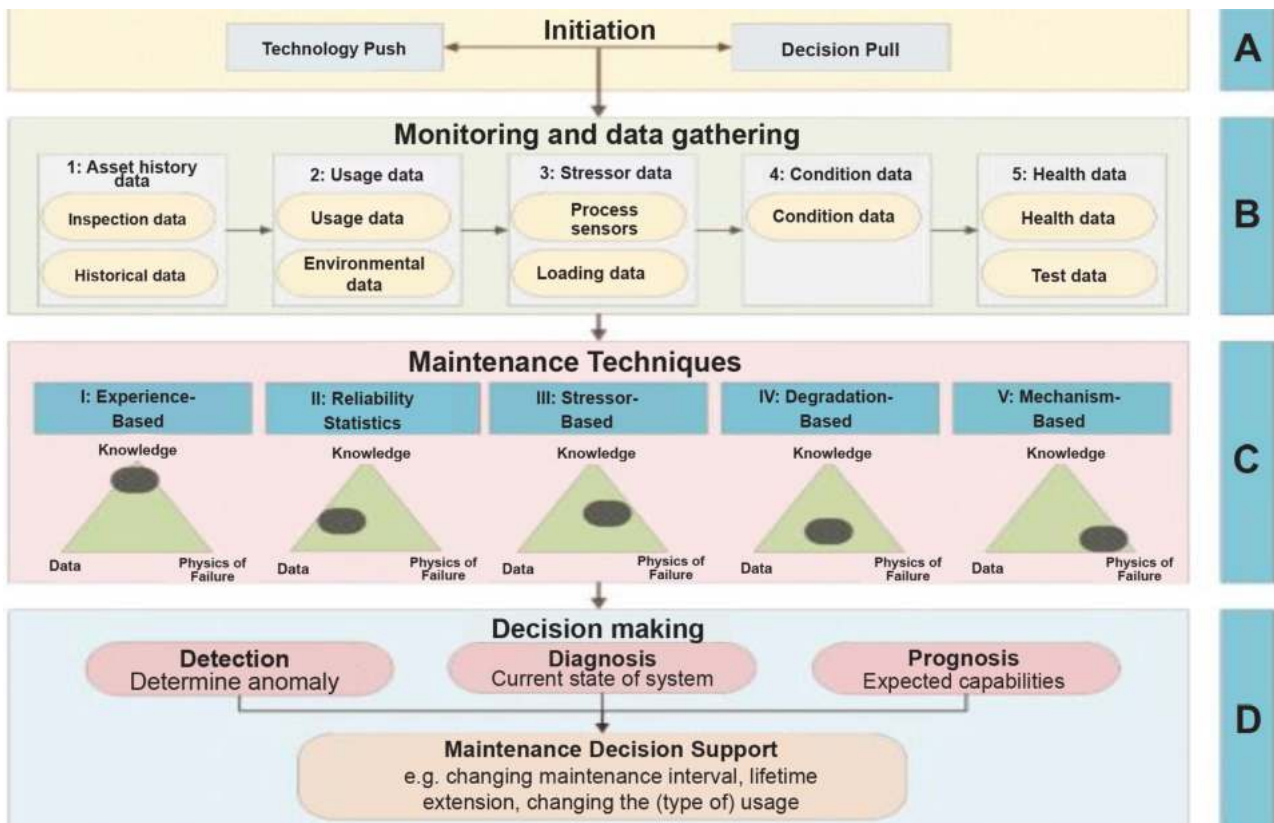 Initiation
Technology Push
Decision Pull
A
Monitoring and data gathering
1: Asset history
data
Inspection data
Historical data
2: Usage data
Usage data
Environmental
data
3: Stressor data
Process
sensors
Loading data
4: Condition data
Condition data
5: Health data
Health data
Test data
B
Maintenance Techniques
I: Experience-
Based
II: Reliability
Statistics
III: Stressor-
Based
IV: Degradation-
Based
V: Mechanism-
Based
Knowledge
Data
Physics of
Failure
Knowledge
Data
Physics of
Failure
Knowledge
Data
Physics of
Failure
Knowledge
Data
Physics of
Failure
Knowledge
Data
Physics of
Failure
C
Decision making
Detection
Determine anomaly
Diagnosis
Current state of system
Prognosis
Expected capabilities
Maintenance Decision Support
e.g. changing maintenance interval, lifetime
extension, changing the (type of) usage
D